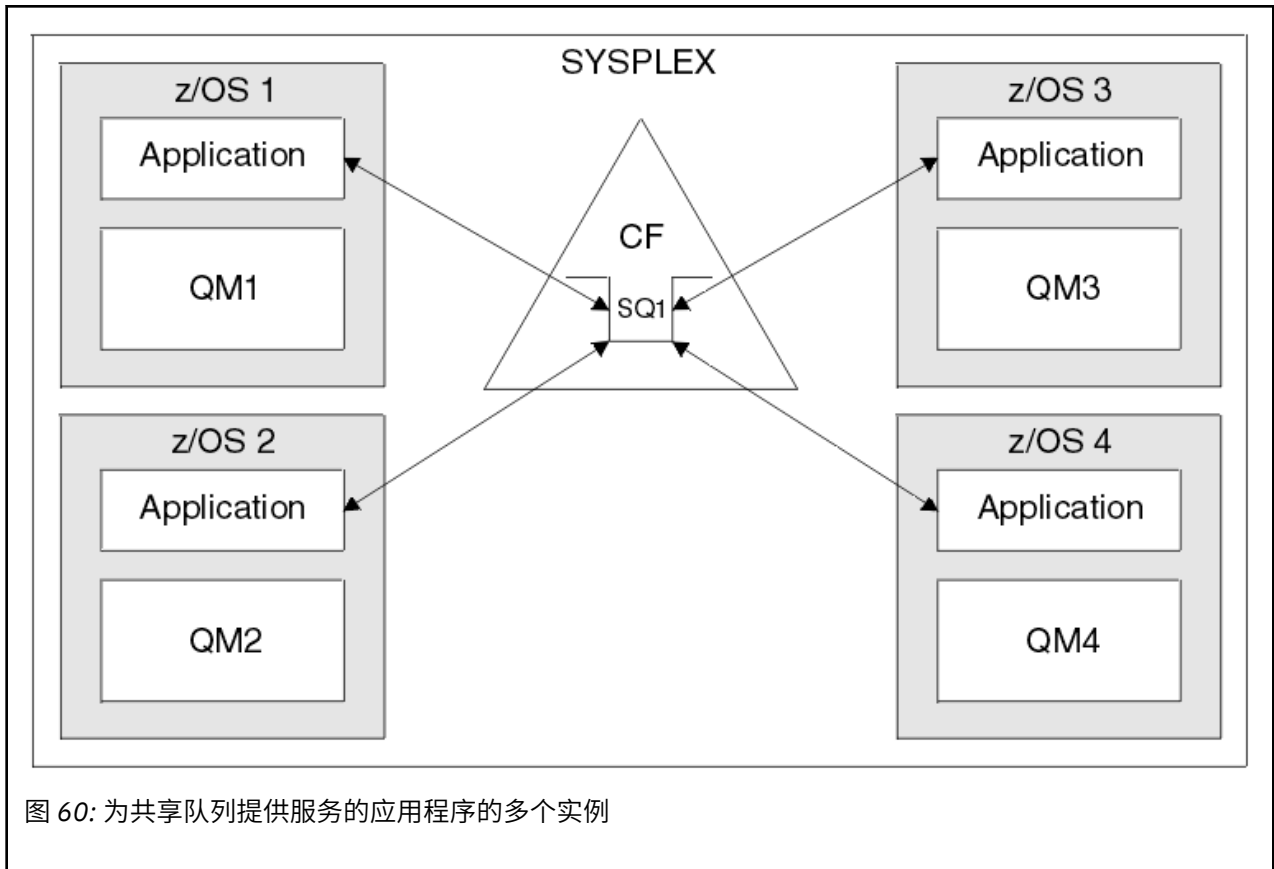 SYSPLEX
z/OS 1
Application
QM1
z/OS 2
Application
QM2
CF
SQ1
z/OS 3
Application
QM3
z/OS 4
Application
QM4
图 60: 为共享队列提供服务的应用程序的多个实例